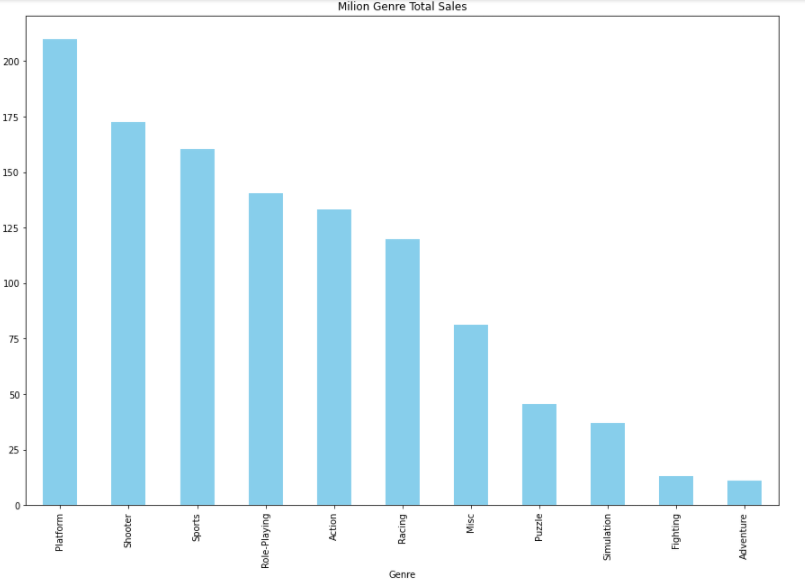 Milion Genre Total Sales
200
175
150
125
100
75
50
25
0
Platform
Shooter
Sports
Role-Playing
Action
Racing
Misc
Puzzle
Simulation
Fighting
Adventure
Genre